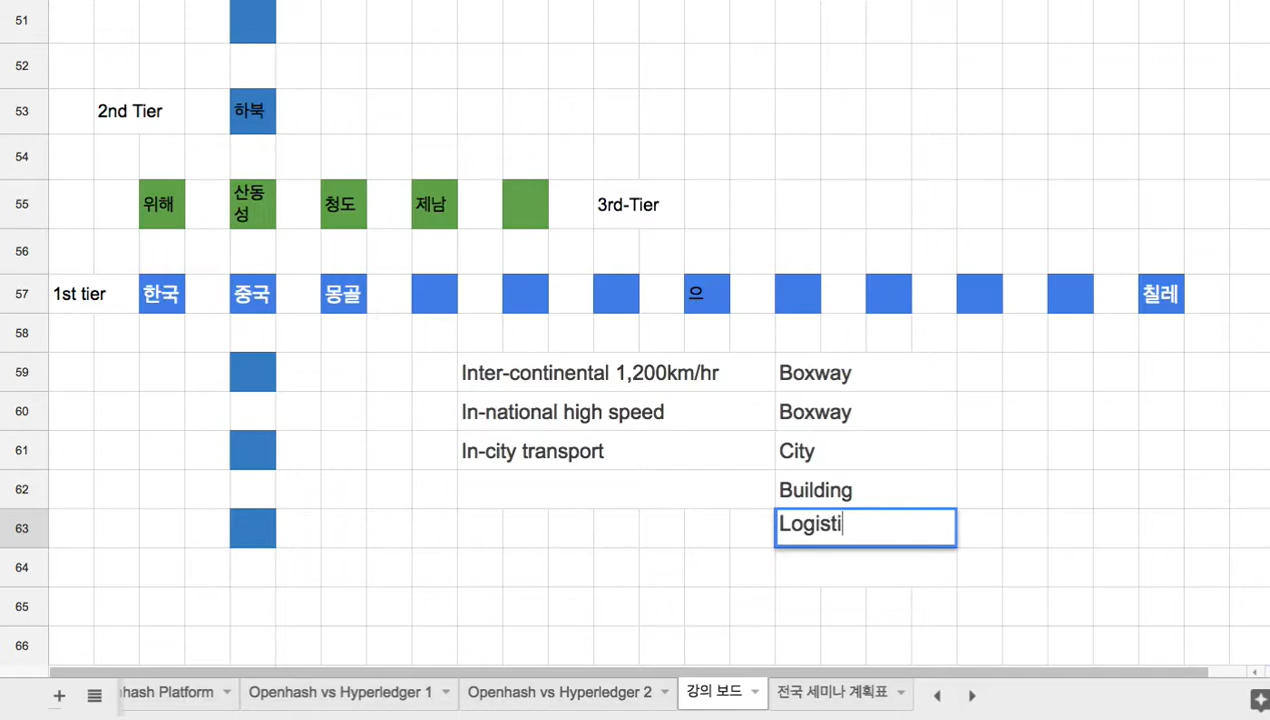 51
52
53 2nd Tier 하북
54
55 위해 산동
성 청도 제남 3rd-Tier
56
57 1st tier 한국 중국 몽골 으 칠레
58
59 Inter-continental 1,200km/hr Boxway
60 In-national high speed Boxway
61 In-city transport City
62 Building
63 Logisti
64
65
66
hash Platform Openhash vs Hyperledger 1 Openhash vs Hyperledger 2 강의 보드 전국 세미나 계획표